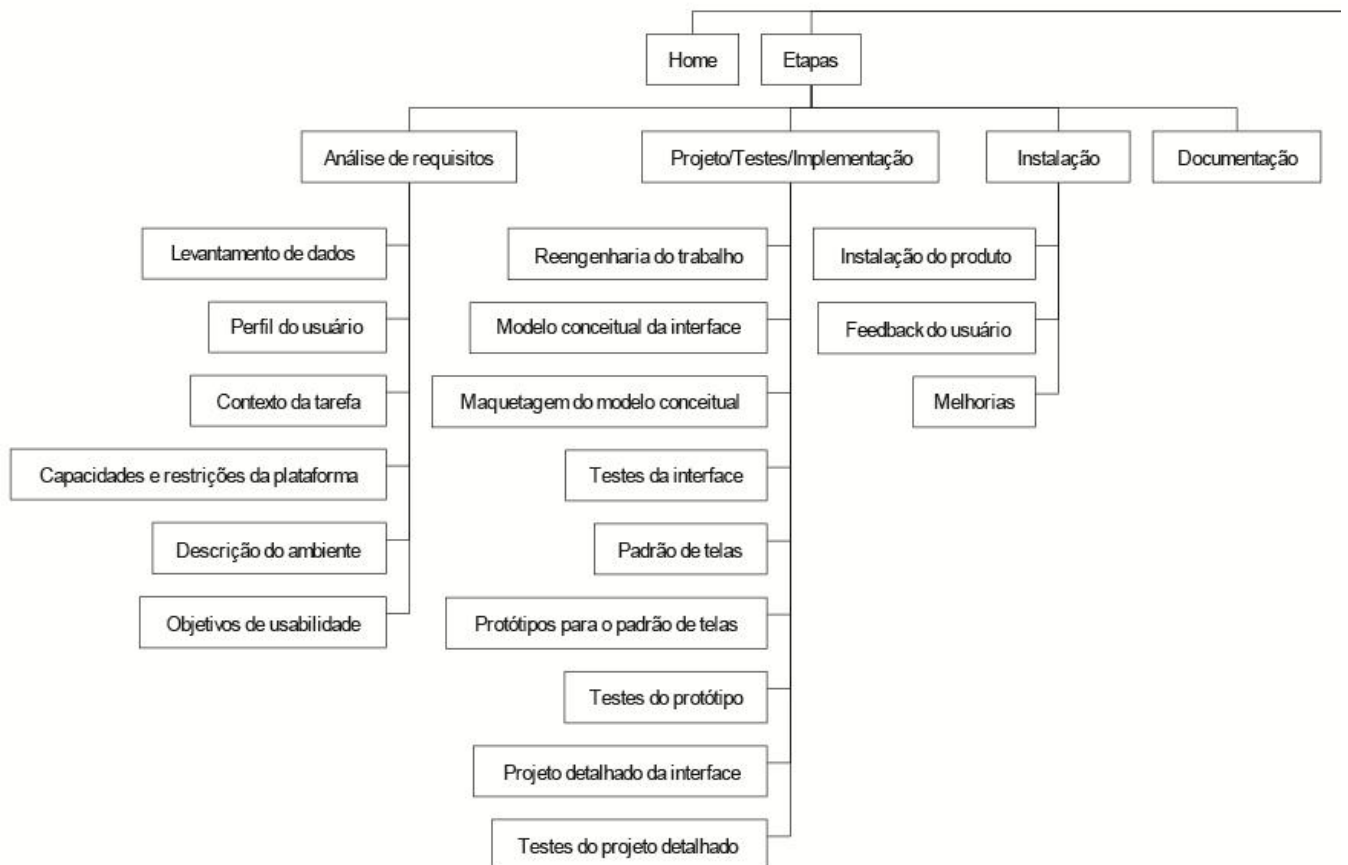 Home
Etapas
Análise de requisitos
Projeto/Testes/Implementação
Instalação
Documentação
Levantamento de dados
Perfil do usuário
Contexto da tarefa
Capacidades e restrições da plataforma
Descrição do ambiente
Objetivos de usabilidade
Reengenharia do trabalho
Modelo conceitual da interface
Maquetagem do modelo conceitual
Testes da interface
Padrão de telas
Protótipos para o padrão de telas
Testes do protótipo
Projeto detalhado da interface
Testes do projeto detalhado
Instalação do produto
Feedback do usuário
Melhorias